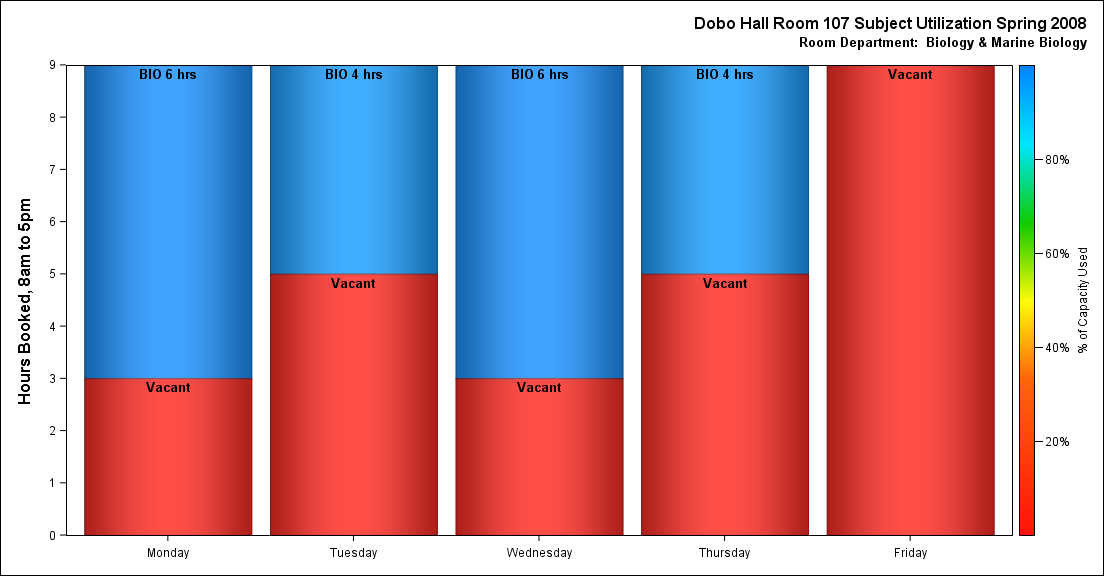 Dobo Hall Room 107 Subject Utilization Spring 2008
Room Department: Biology & Marine Biology
Hours Booked, 8am to 5pm
9
8
7
6
5
4
3
2
1
0
BIO 6 hrs
Vacant
BIO 4 hrs
Vacant
BIO 6 hrs
Vacant
BIO 4 hrs
Vacant
Vacant
Monday
Tuesday
Wednesday
Thursday
Friday
80%
60%
40%
20%
% of Capacity Used